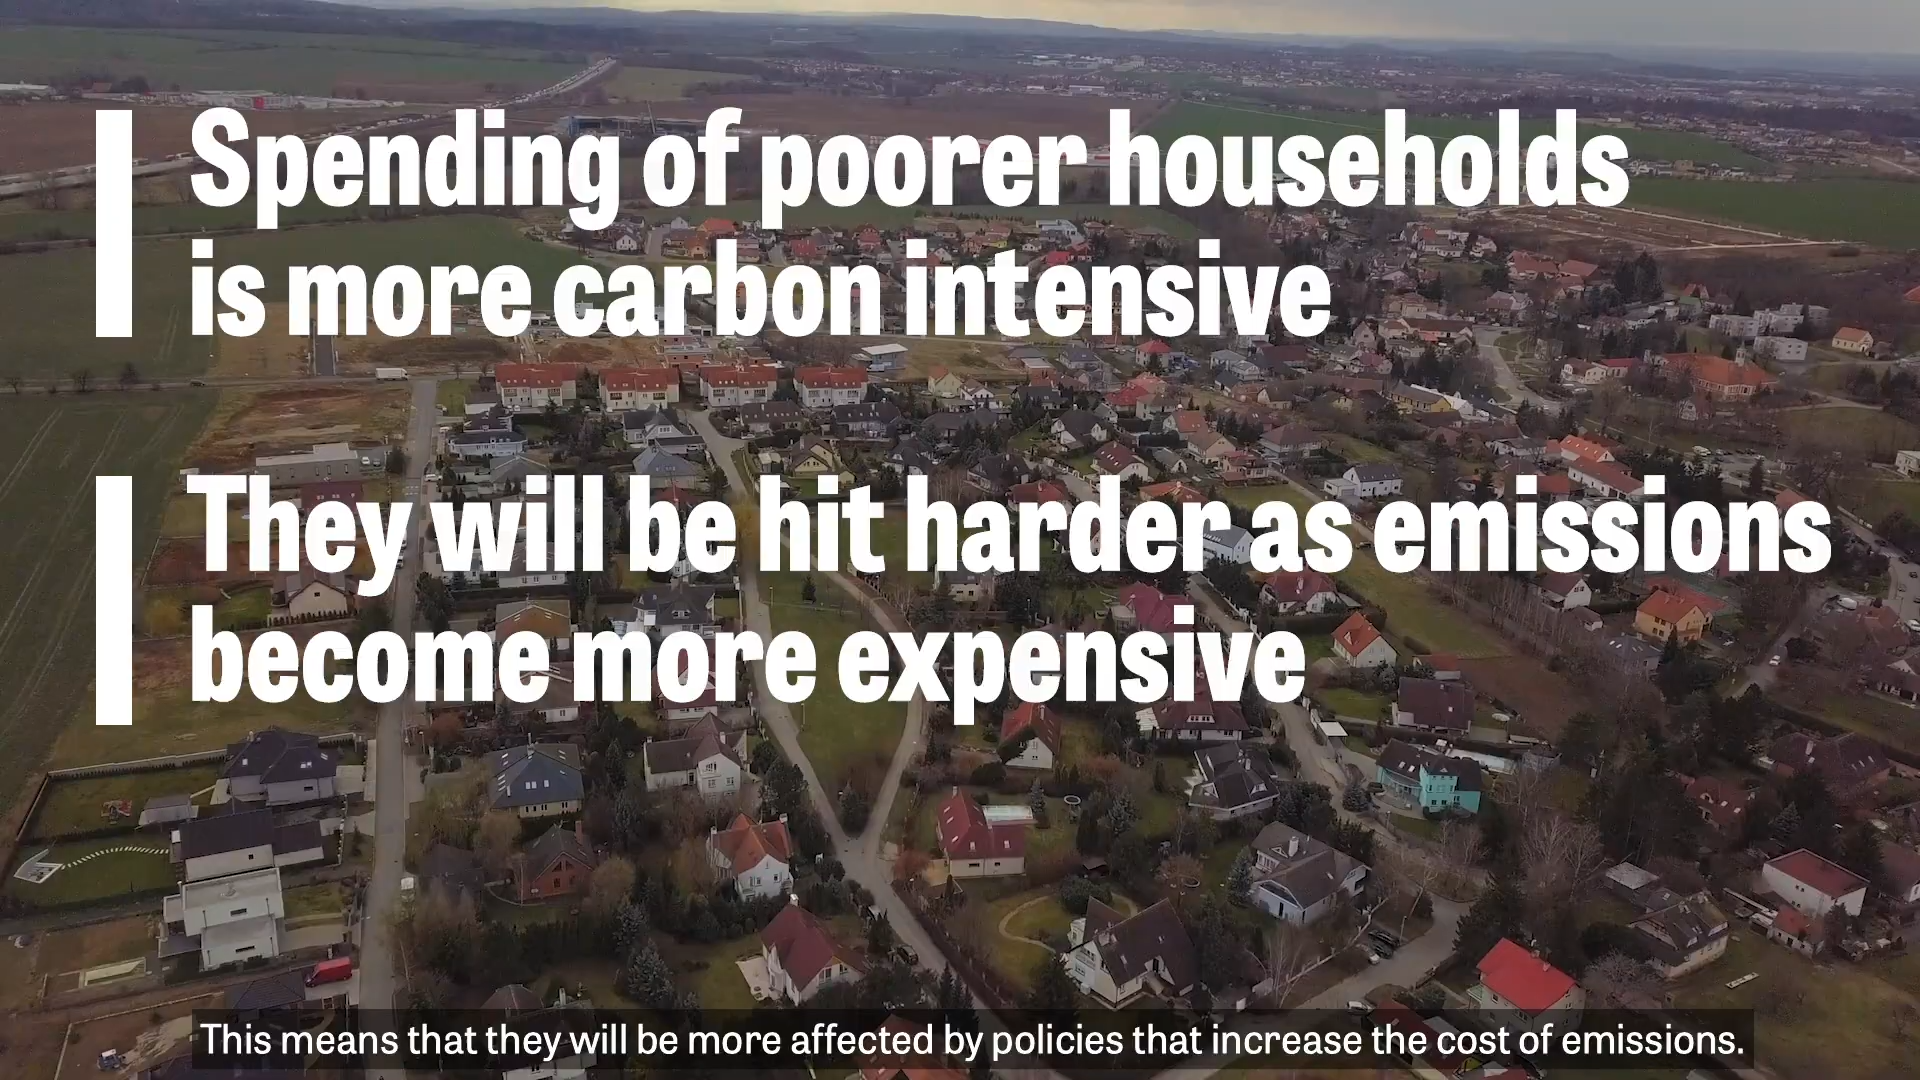 Spending of poorer households
is more carbon intensive
They will be hit harder as emissions
become more expensive
This means that they will be more affected by policies that increase the cost of emissions.